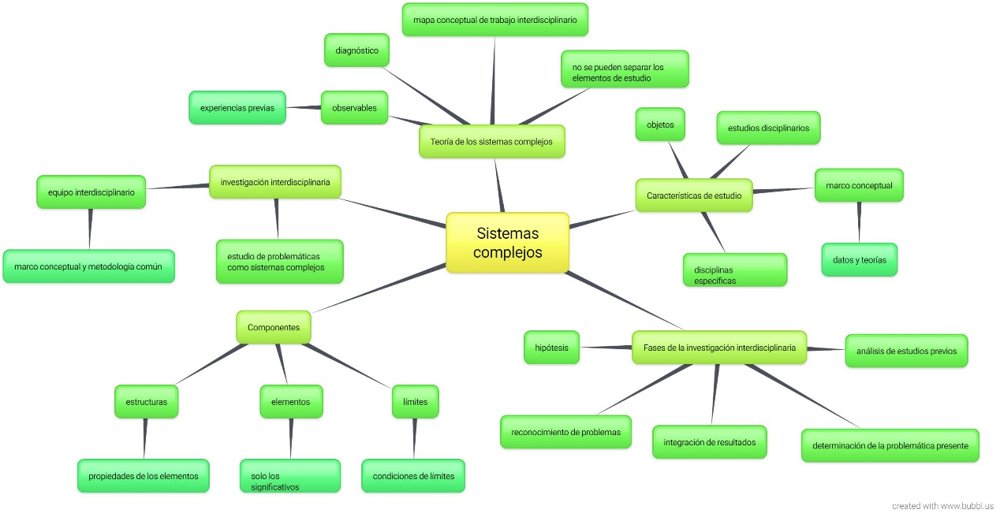 mapa conceptual de trabajo interdisciplinario
diagnóstico
no se pueden separar los
elementos de estudio
experiencias previas
observables
Teoría de los sistemas complejos
objetos
estudios disciplinarios
investigación interdisciplinaria
equipo interdisciplinario
Características de estudio
marco conceptual
Sistemas
complejos
marco conceptual y metodología común
estudio de problemáticas
como sistemas complejos
disciplinas
específicas
datos y teorías
Componentes
hipótesis
Fases de la investigación interdisciplinaria
análisis de estudios previos
estructuras
elementos
límites
reconocimiento de problemas
integración de resultados
determinación de la problemática presente
propiedades de los elementos
solo los
significativos
condiciones de límites
created with www.bubbl.us